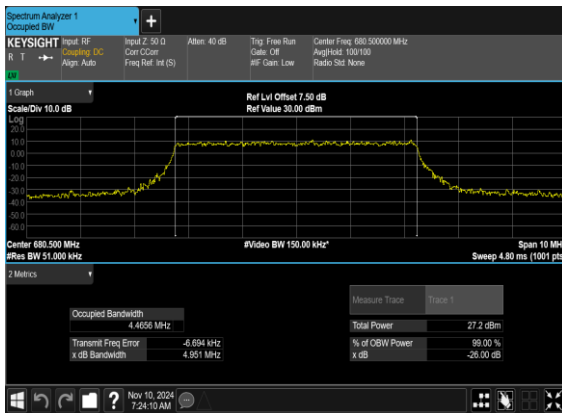 Spectrum Analyzer 1
Occupied BW
KEYSIGHT
R T
Input: RF
Coupling: DC
Align: Auto
Input Z: 50 Ω
Corr CCorr
Freq Ref: Int (S)
Atten: 40 dB
Trig: Free Run
Gate: Off
#IF Gain: Low
Center Freq: 680.500000 MHz
Avg|Hold: 100/100
Radio Std: None
1 Graph
Scale/Div 10.0 dB
Ref Lvl Offset 7.50 dB
Ref Value 30.00 dBm
Log
20.0
10.0
0.00
-10.0
-20.0
-30.0
-40.0
-50.0
-60.0
Center 680.500 MHz
#Res BW 51.000 kHz
#Video BW 150.00 kHz*
Span 10 MH
Sweep 4.80 ms (1001 pts
2 Metrics
Occupied Bandwidth
4.4656 MHz
Transmit Freq Error -6.694 kHz
x dB Bandwidth 4.951 MHz
Measure Trace Trace 1
Total Power 27.2 dBm
% of OBW Power 99.00 %
x dB -26.00 dB
?
Nov 10, 2024
7:24:10 AM